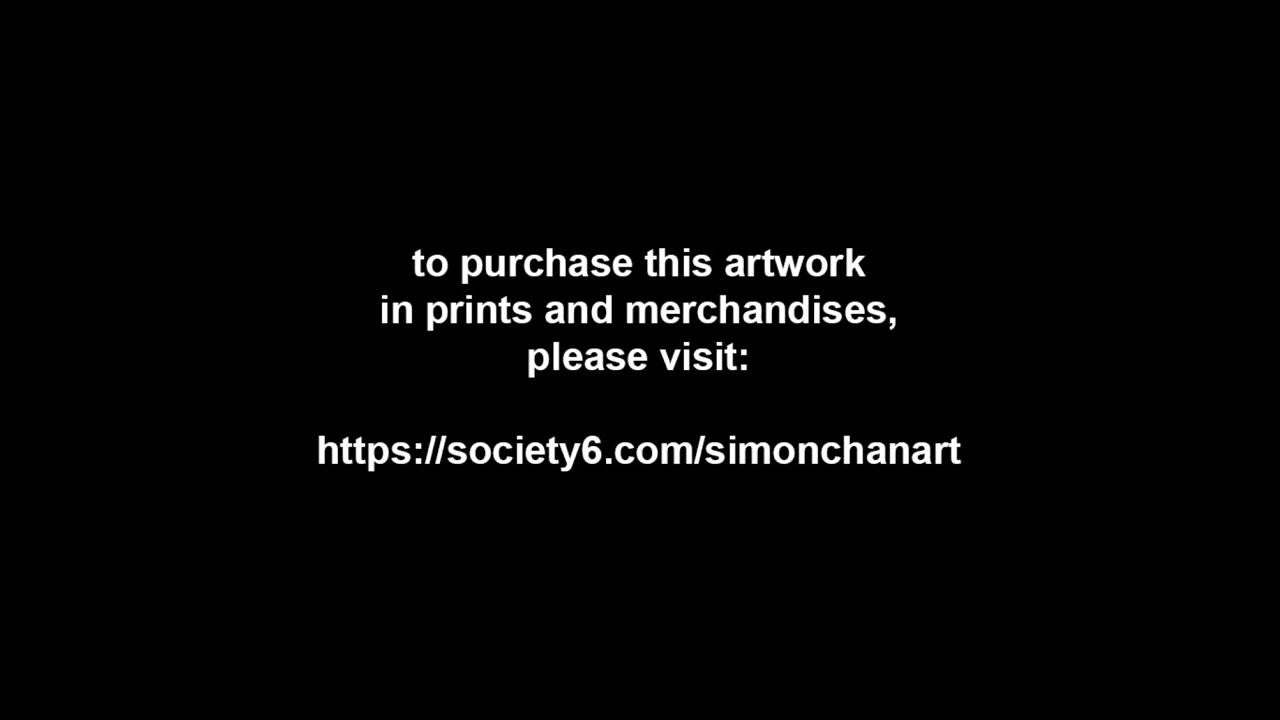 to purchase this artwork
in prints and merchandises,
please visit:
https://society6.com/simonchanart